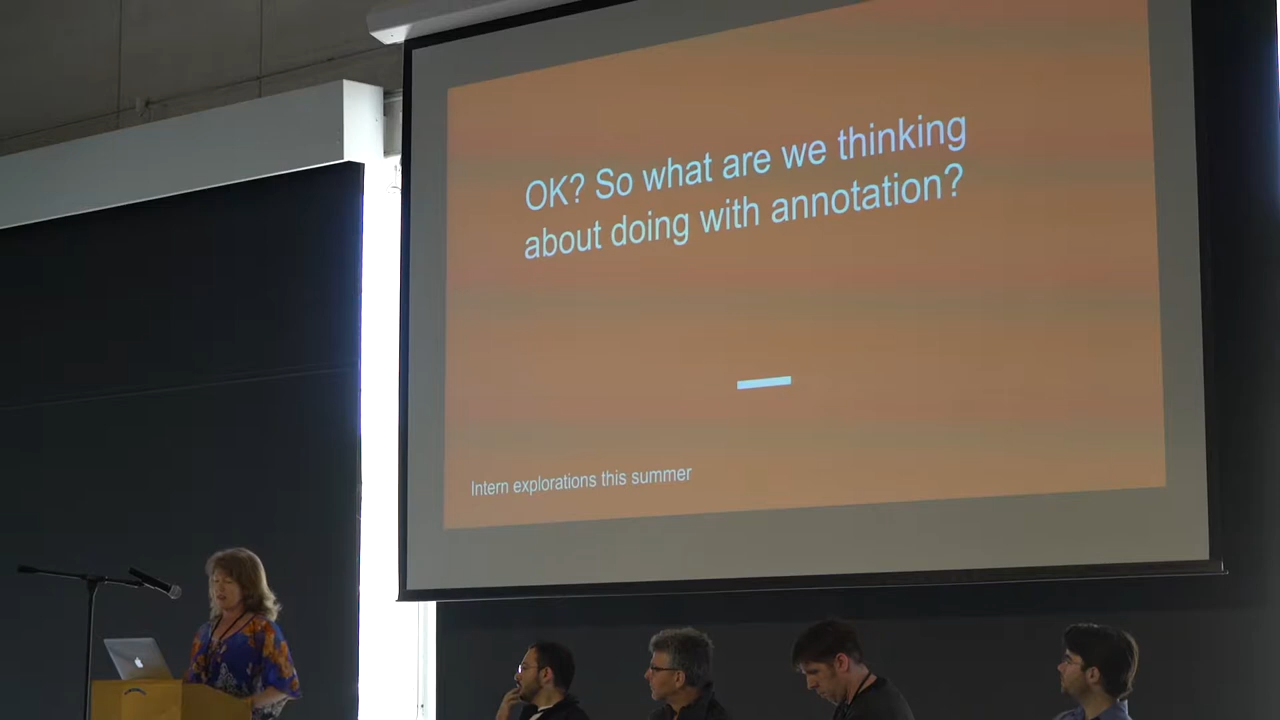 OK? So what are we thinking
about doing with annotation?
Intern explorations this summer